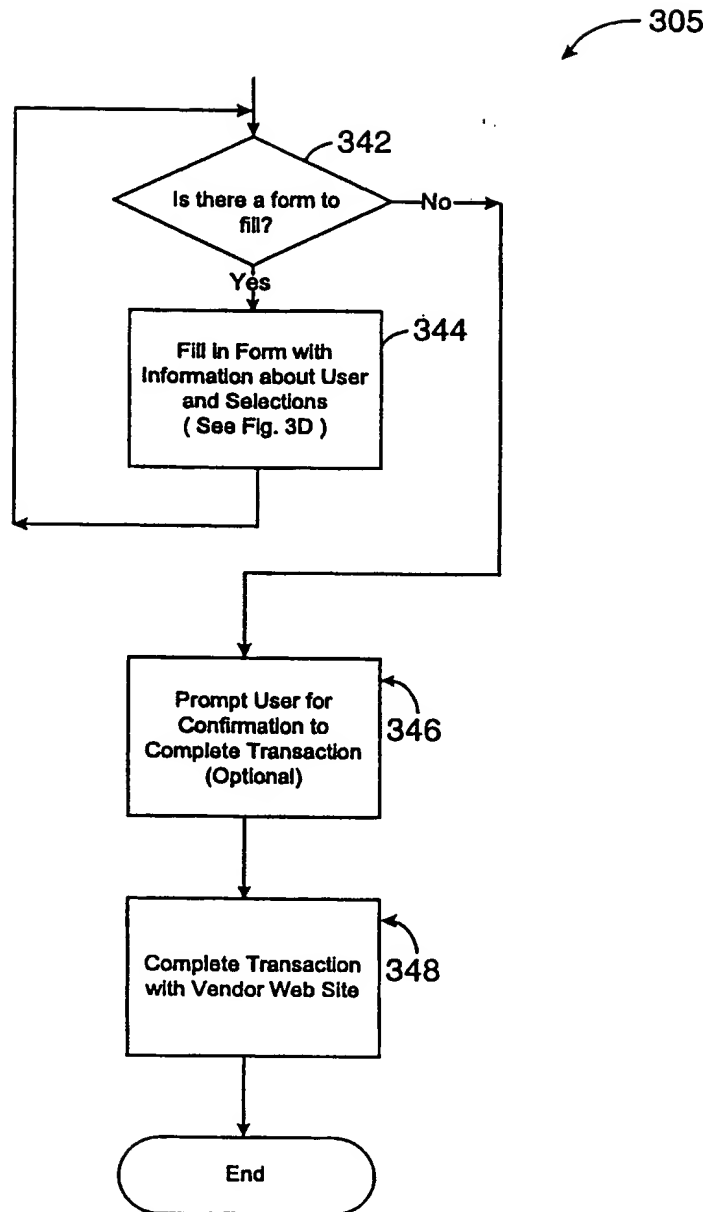 305
342
Is there a form to
fill?
No
Yes
344
Fill in Form with
Information about User
and Selections
( See Fig. 3D )
Prompt User for
Confirmation to
Complete Transaction
(Optional)
346
Complete Transaction
with Vendor Web Site
348
End